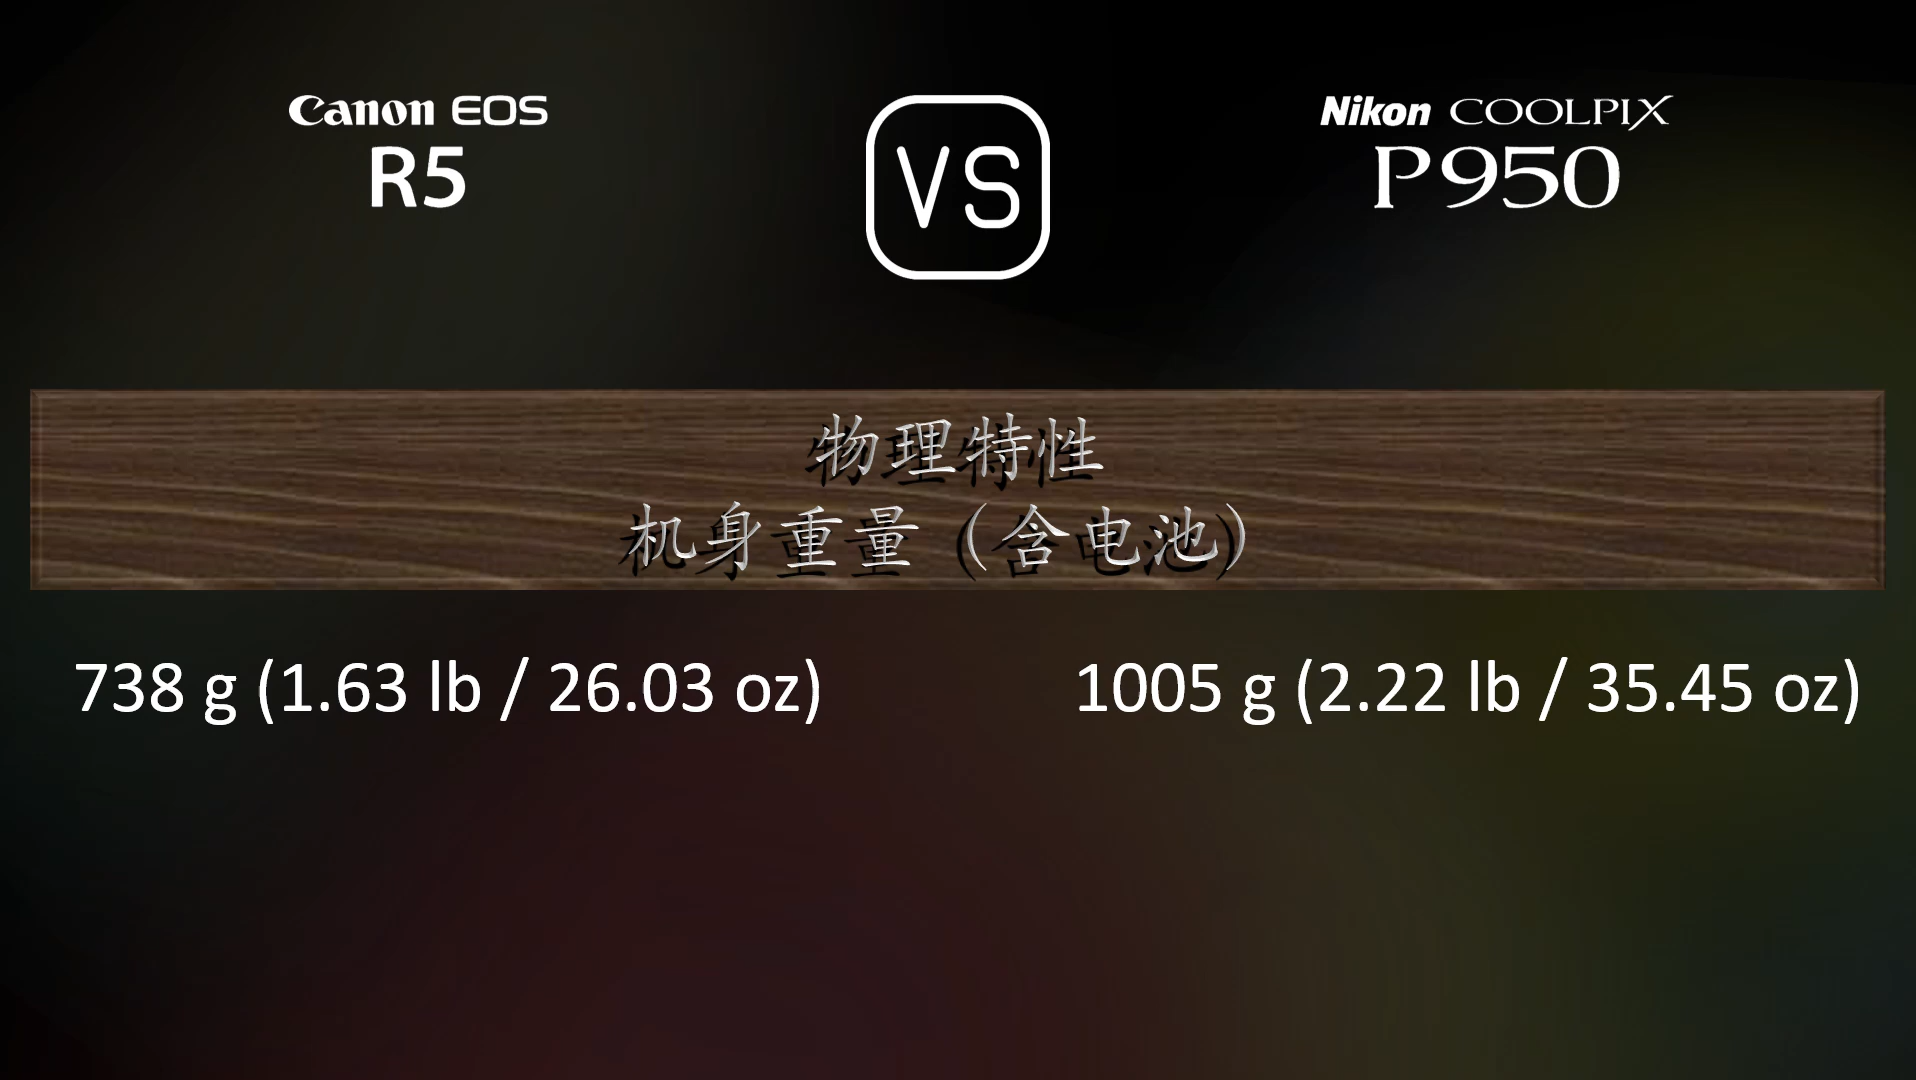 Canon EOS
R5
VS
Nikon COOLPIX
P950
物理特性
机身重量（含电池）
738 g (1.63 lb / 26.03 oz)
1005 g (2.22 lb / 35.45 oz)